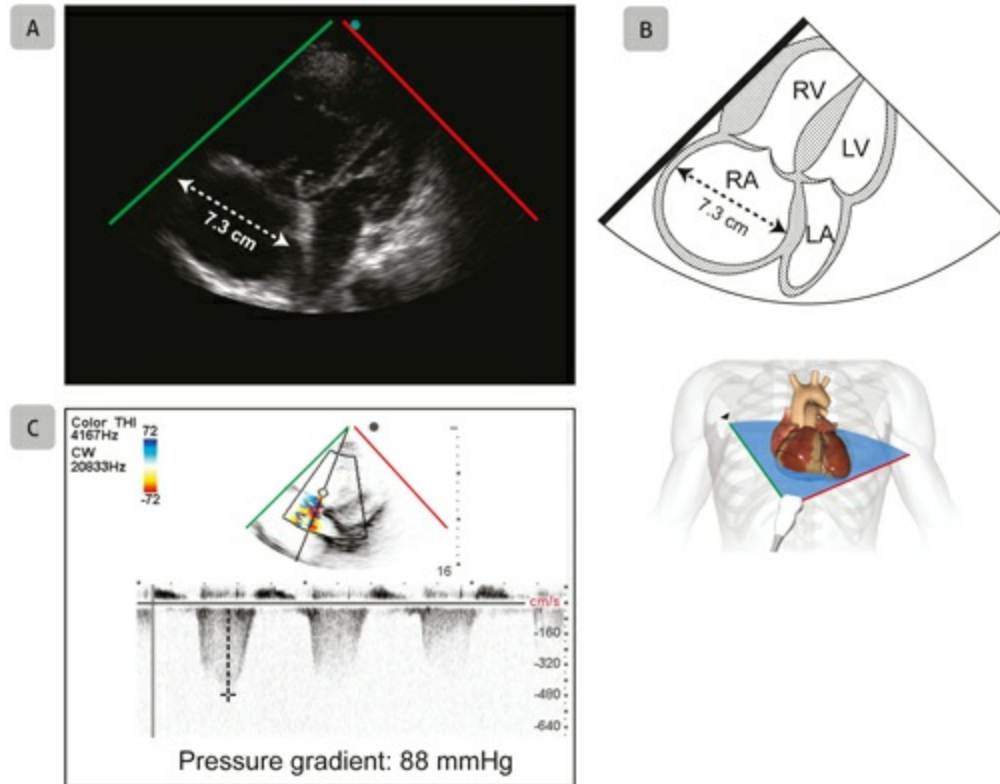 A
7.3 cm
B
RV
LV
RA
7.3 cm
LA
C
Color THI
4167Hz
CW
20833Hz
72
-72
16
cm/s
-160
-320
-480
-640
Pressure gradient: 88 mmHg